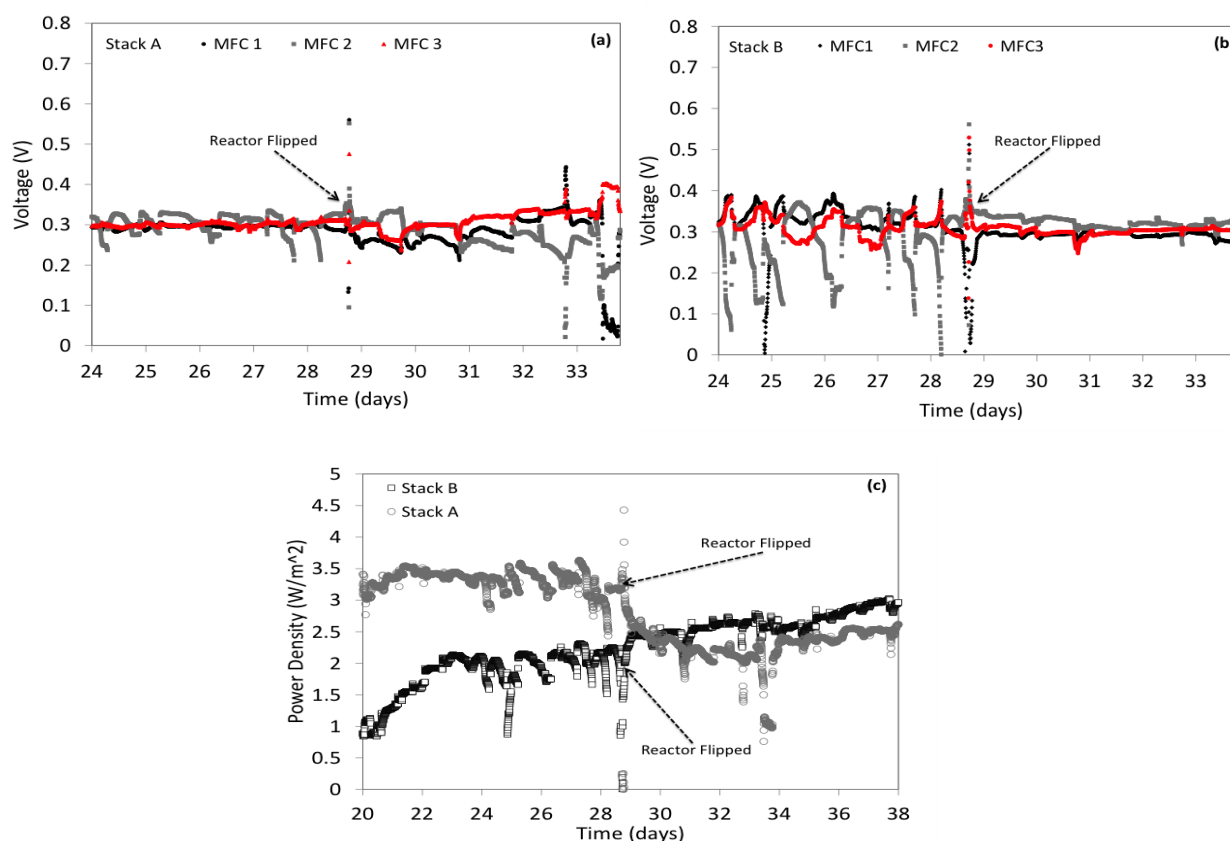 0.8
0.7
0.6
0.5
0.4
0.3
0.2
0.1
0
Voltage (V)
Stack A MFC 1 MFC 2 MFC 3 (a)
Reactor Flipped
24 25 26 27 28 29 30 31 32 33
Time (days)
0.8
0.7
0.6
0.5
0.4
0.3
0.2
0.1
0
Voltage (V)
Stack B MFC1 MFC2 MFC3 (b)
Reactor Flipped
24 25 26 27 28 29 30 31 32 33
Time (days)
5
4.5
4
3.5
3
2.5
2
1.5
1
0.5
0
Power Density (W/m^2)
Stack B (c)
Stack A
Reactor Flipped
Reactor Flipped
20 22 24 26 28 30 32 34 36 38
Time (days)